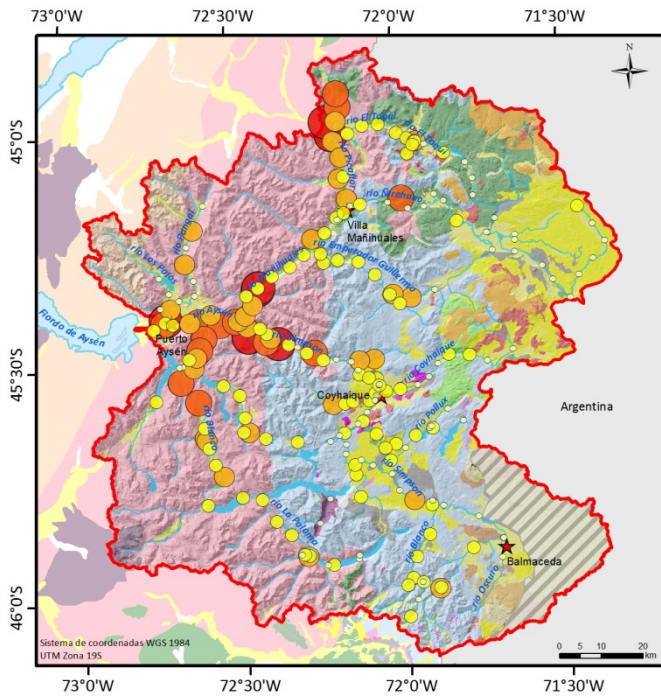 73°0'W 72°30'W 72°0'W 71°30'W
N
45°0'S
río El Toqui
río Ñirehuao
Villa
Mañihuales
río Emperador Guillermo
río Pangal
río Los Palos
Fiordo de Aysén
río Aysén
Puerto
Aysén
45°30'S
río Coyhaique
Coyhaique
río Pollux
Argentina
río Blanco
río Simpson
río La Paloma
río Blanco
río Oscuro
Balmaceda
46°0'S
Sistema de coordenadas WGS 1984
UTM Zona 19S
0 5 10 20
km
73°0'W 72°30'W 72°0'W 71°30'W